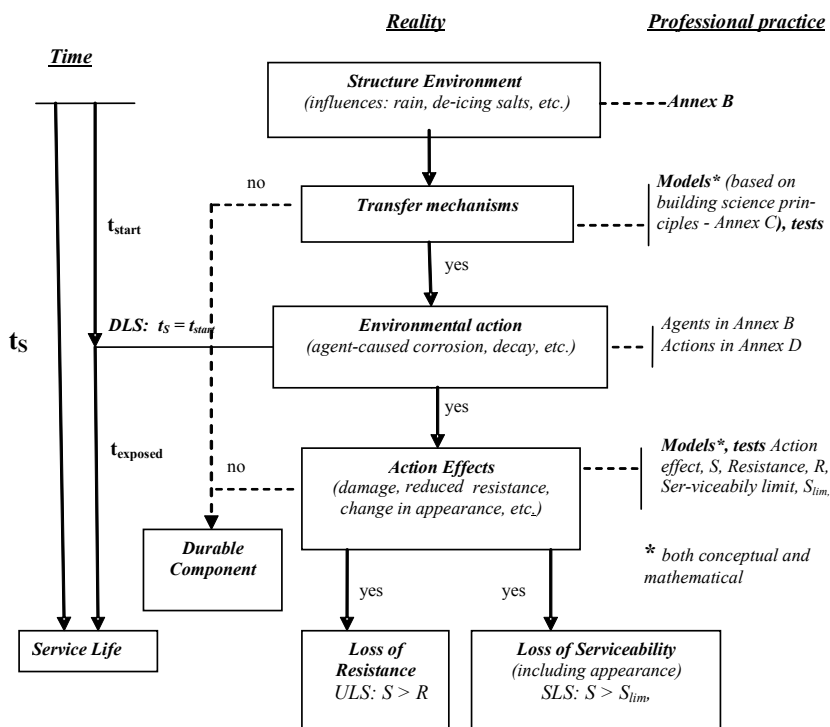 Reality
Professional practice
Time
Structure Environment
(influences: rain, de-icing salts, etc.)
Annex B
no
Transfer mechanisms
Models* (based on
building science prin-
ciples - Annex C), tests
t_start
yes
DLS: t_S = t_start
Environmental action
(agent-caused corrosion, decay, etc.)
Agents in Annex B
Actions in Annex D
t_S
yes
t_exposed
no
Action Effects
(damage, reduced resistance,
change in appearance, etc.)
Models*, tests Action
effect, S, Resistance, R,
Ser-viceabily limit, S_lim,
Durable
Component
* both conceptual and
mathematical
yes
yes
Service Life
Loss of
Resistance
ULS: S > R
Loss of Serviceability
(including appearance)
SLS: S > S_lim,